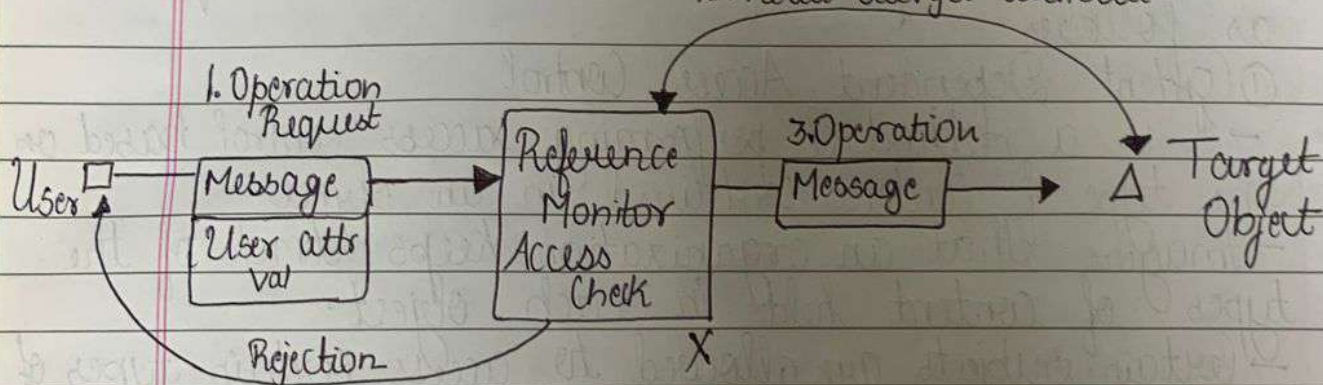 1. Operation
Request
User
Message
User attr
val
Reference
Monitor
Access
Check
X
3. Operation
Message
Target
Object
Rejection